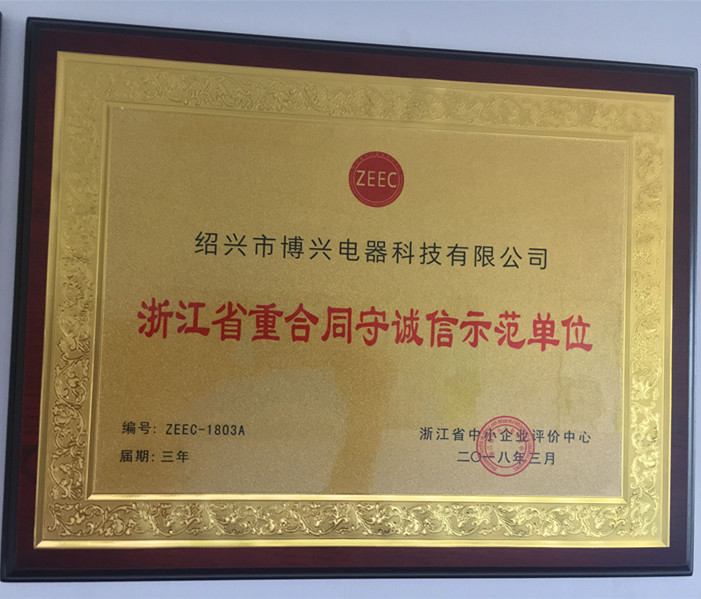 ZEEC
绍兴市博兴电器科技有限公司
浙江省重合同守诚信示范单位
编号: ZEEC-1803A
届期: 三年
浙江省中小企业评价中心
二〇一八年三月